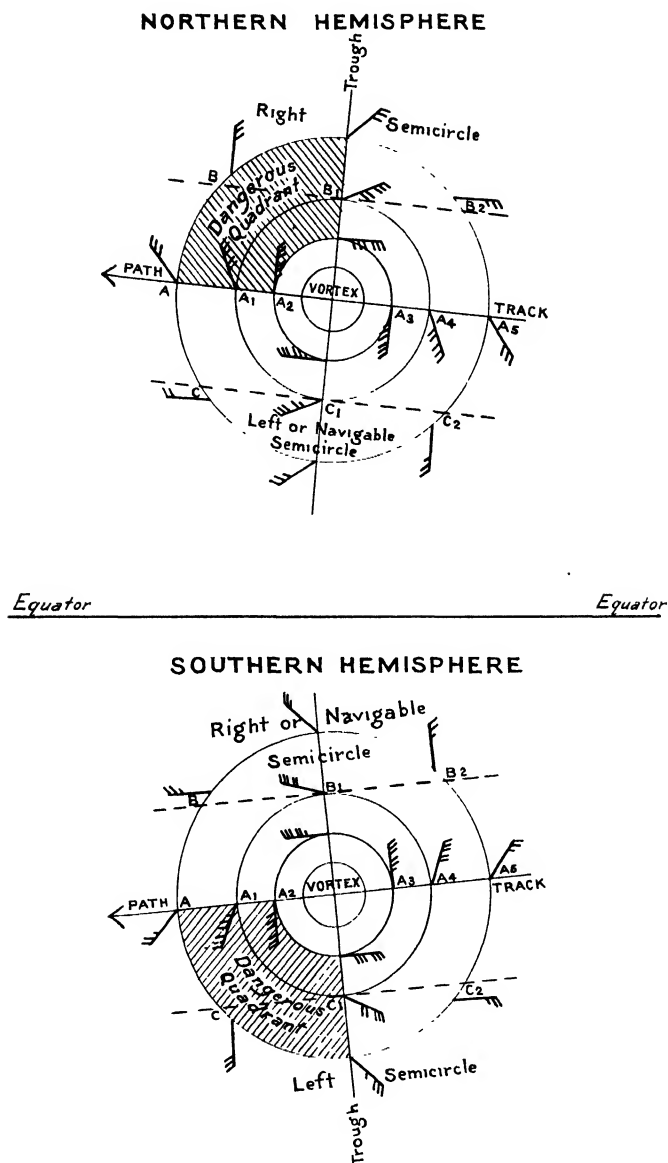 NORTHERN HEMISPHERE
Trough
Right
Semicircle
B
Dangerous
Quadrant
B1
B2
PATH
A
A1
A2
VORTEX
A3
A4
TRACK
A5
C
C1
C2
Left or Navigable
Semicircle
Equator
Equator
SOUTHERN HEMISPHERE
Right or Navigable
Semicircle
B
B1
B2
PATH
A
A1
A2
VORTEX
A3
A4
A5
TRACK
Dangerous
Quadrant
C
C1
C2
Left
Semicircle
Trough